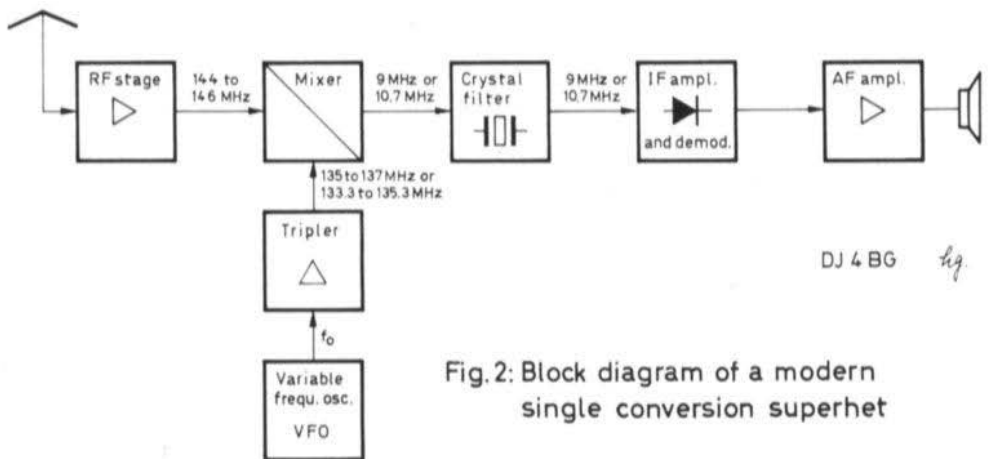 RF stage
144 to
146 MHz
Mixer
9 MHz or
10.7 MHz
Crystal
filter
9 MHz or
10.7 MHz
IF ampl.
and demod.
AF ampl.
135 to 137 MHz or
133.3 to 135.3 MHz
Tripler
fo
Variable
frequ. osc.
VFO
DJ 4 BG hg.
Fig. 2: Block diagram of a modern
single conversion superhet